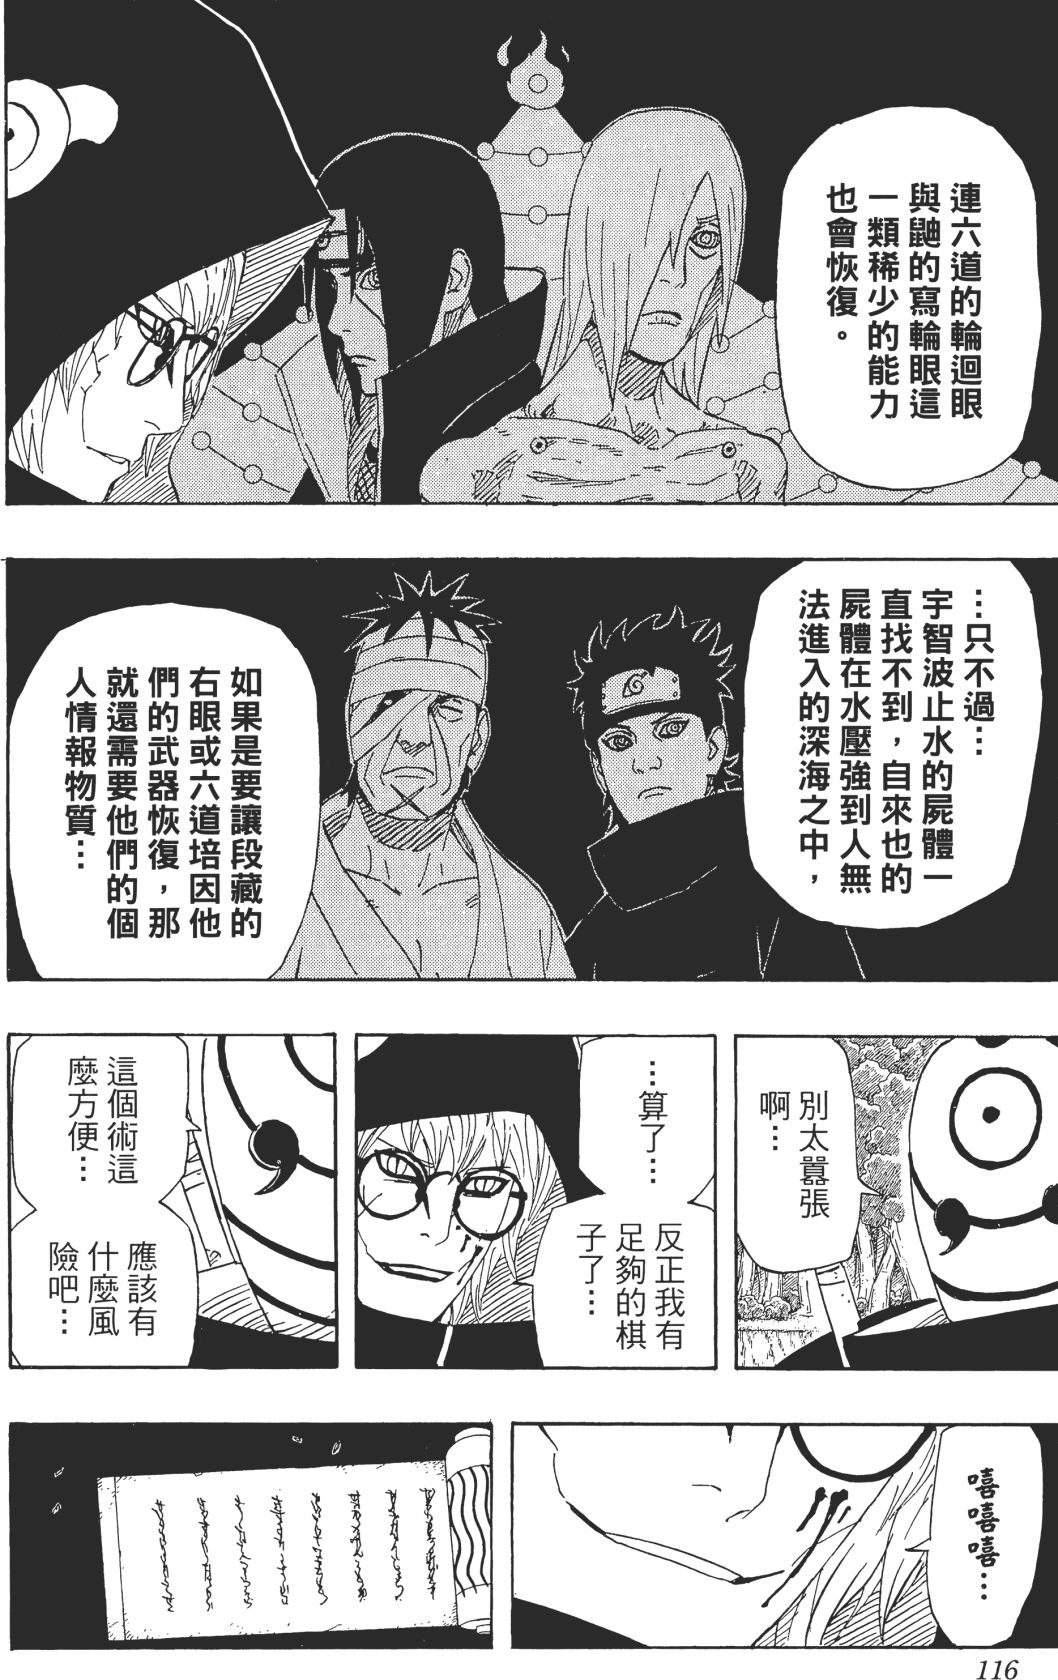 連六道的輪迴眼
與鼬的寫輪眼這
一類稀少的能力
也會恢復。
…只不過…
宇智波止水的屍體一
直找不到，自來也的
屍體在水壓強到人無
法進入的深海之中，
如果是要讓段藏的
右眼或六道培因他
們的武器恢復，那
就還需要他們的個
人情報物質…
別太囂張
啊…
…算了…
反正我有
足夠的棋
子了…
這個術這
麼方便…
應該有
什麼風
險吧…
嘻嘻嘻…
116